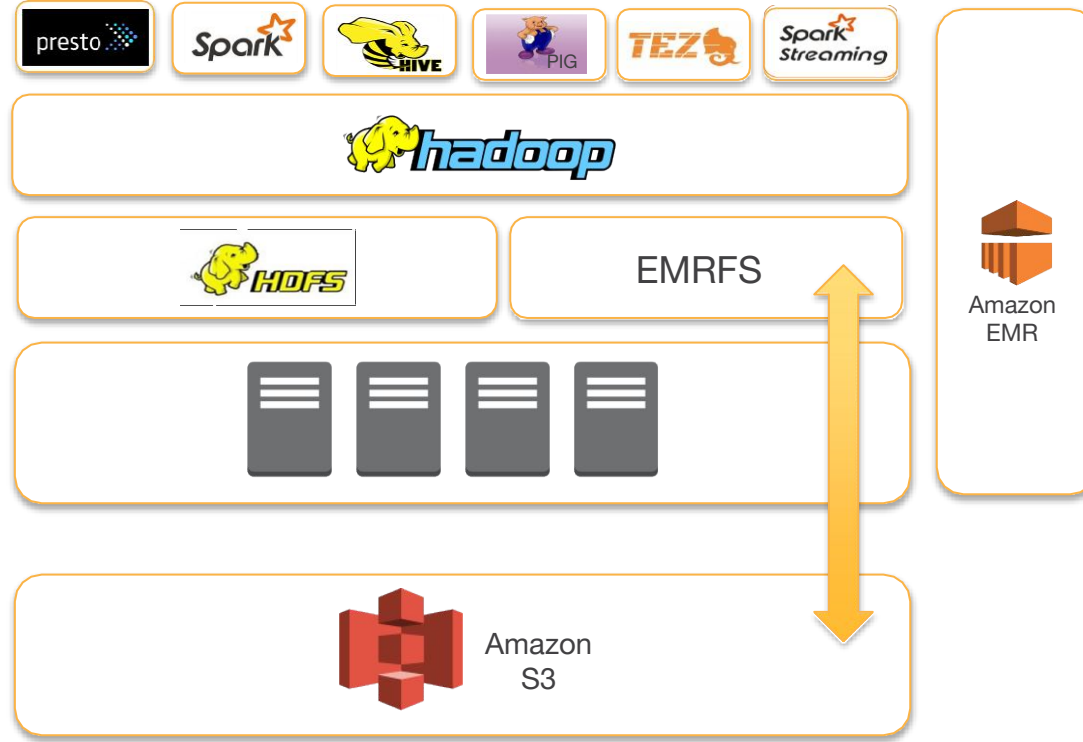 presto
Spark
HIVE
PIG
TEZ
Spark
Streaming
hadoop
HDFS
EMRFS
Amazon
EMR
Amazon
S3